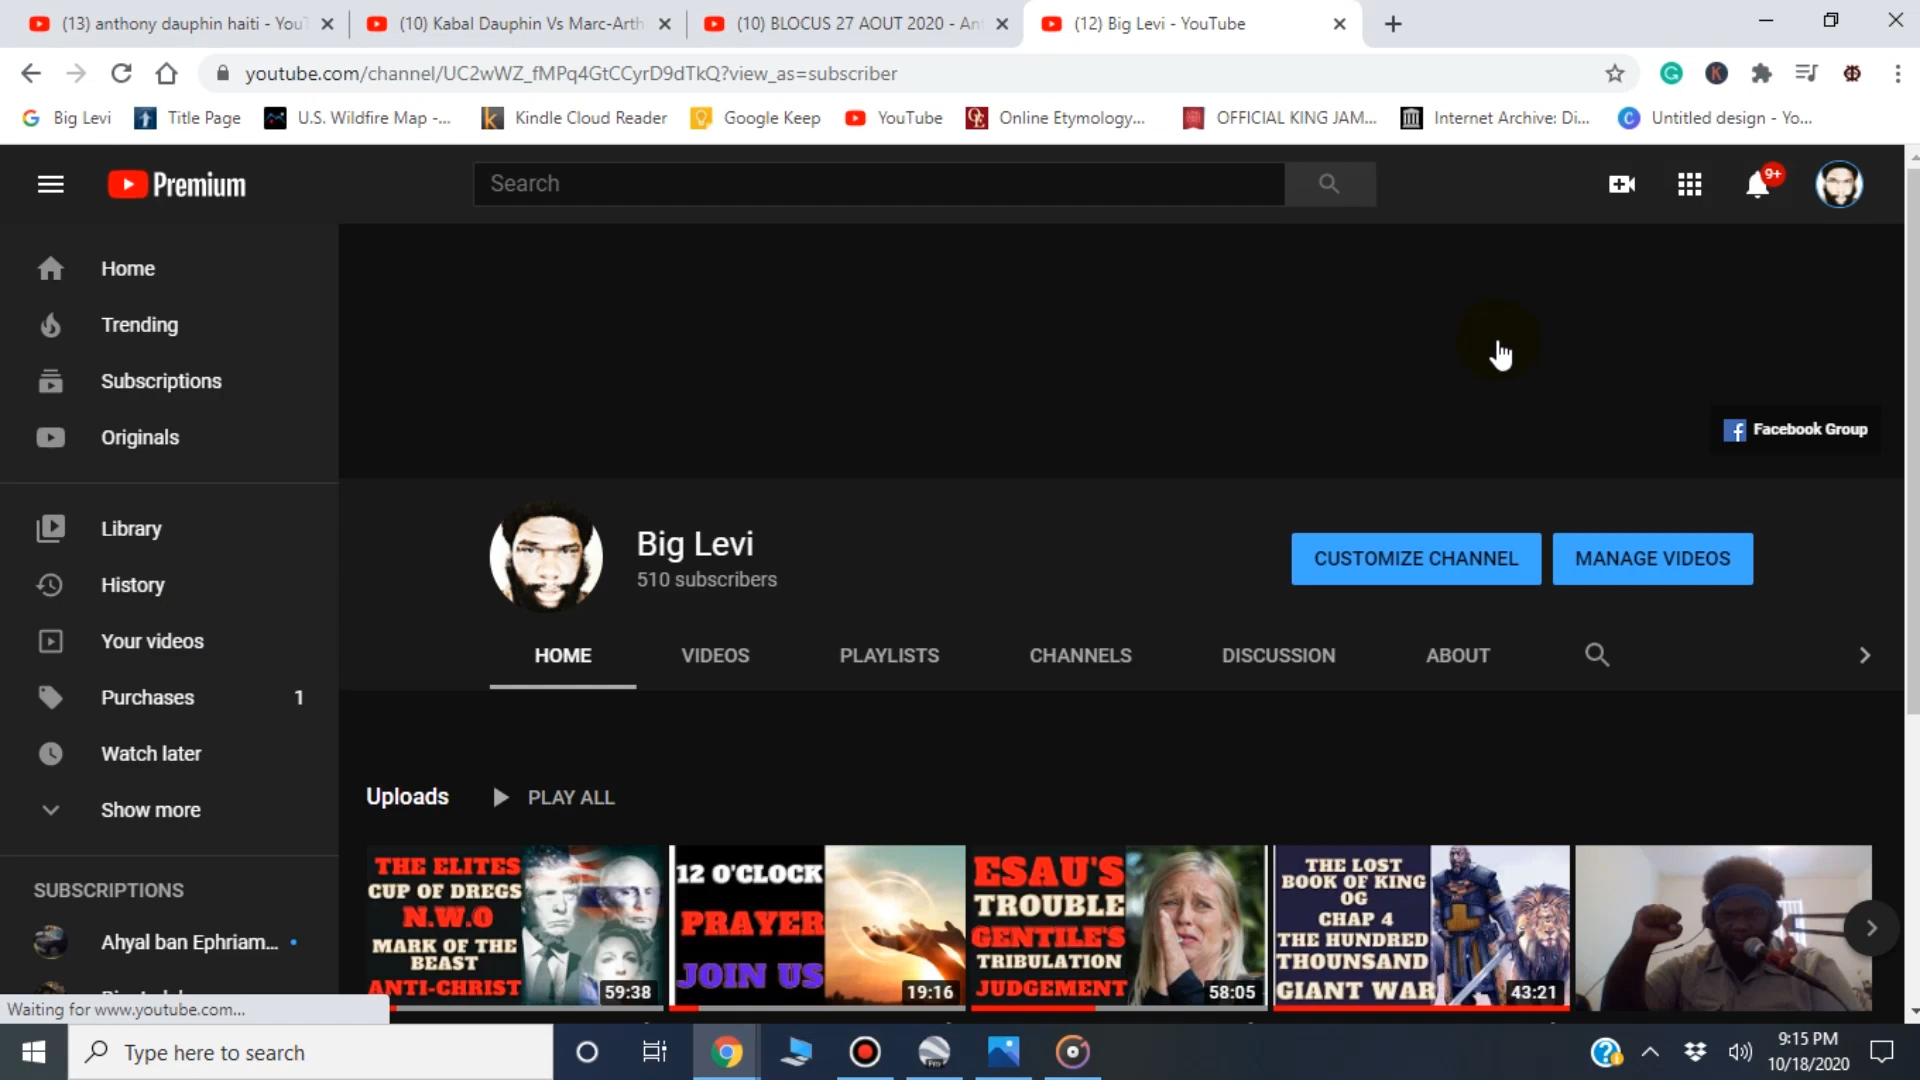 (13) anthony dauphin haiti - You
(10) Kabal Dauphin Vs Marc-Arth
(10) BLOCUS 27 AOUT 2020 - An
(12) Big Levi - YouTube
youtube.com/channel/UC2wWZ_fMPq4GtCCyrD9dTkQ?view_as=subscriber
Big Levi
Title Page
U.S. Wildfire Map -...
Kindle Cloud Reader
Google Keep
YouTube
Online Etymology...
OFFICIAL KING JAM...
Internet Archive: Di...
Untitled design - Yo...
Premium
Search
9+
Home
Trending
Subscriptions
Originals
Facebook Group
Big Levi
510 subscribers
CUSTOMIZE CHANNEL
MANAGE VIDEOS
Library
History
Your videos
Purchases 1
Watch later
Show more
HOME
VIDEOS
PLAYLISTS
CHANNELS
DISCUSSION
ABOUT
Uploads
PLAY ALL
SUBSCRIPTIONS
Ahyal ban Ephriam...
THE ELITES
CUP OF DREGS
N.W.O
MARK OF THE
BEAST
ANTI-CHRIST
59:38
12 O'CLOCK
PRAYER
JOIN US
19:16
ESAU'S
TROUBLE
GENTILE'S
TRIBULATION
JUDGEMENT
58:05
THE LOST
BOOK OF KING
OG
CHAP 4
THE HUNDRED
THOUNSAND
GIANT WAR
43:21
Waiting for www.youtube.com...
Type here to search
9:15 PM
10/18/2020